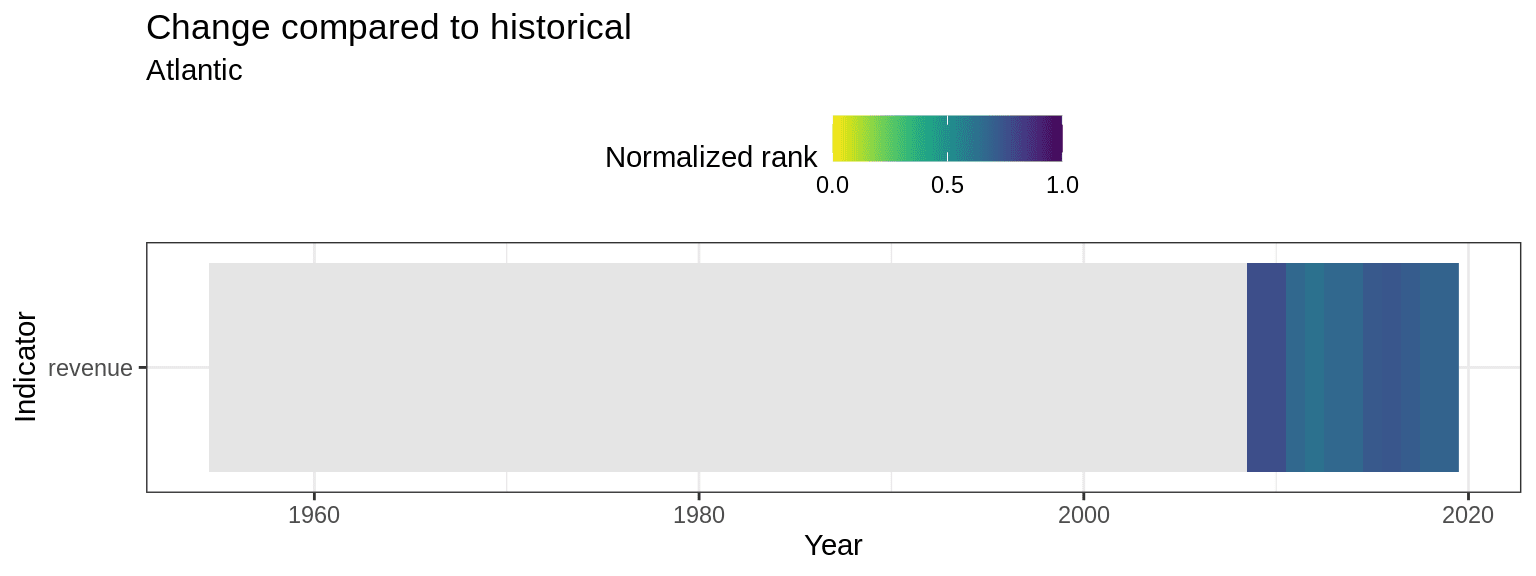 Change compared to historical
Atlantic
Normalized rank
0.0 0.5 1.0
Indicator
revenue
1960 1980 2000 2020
Year